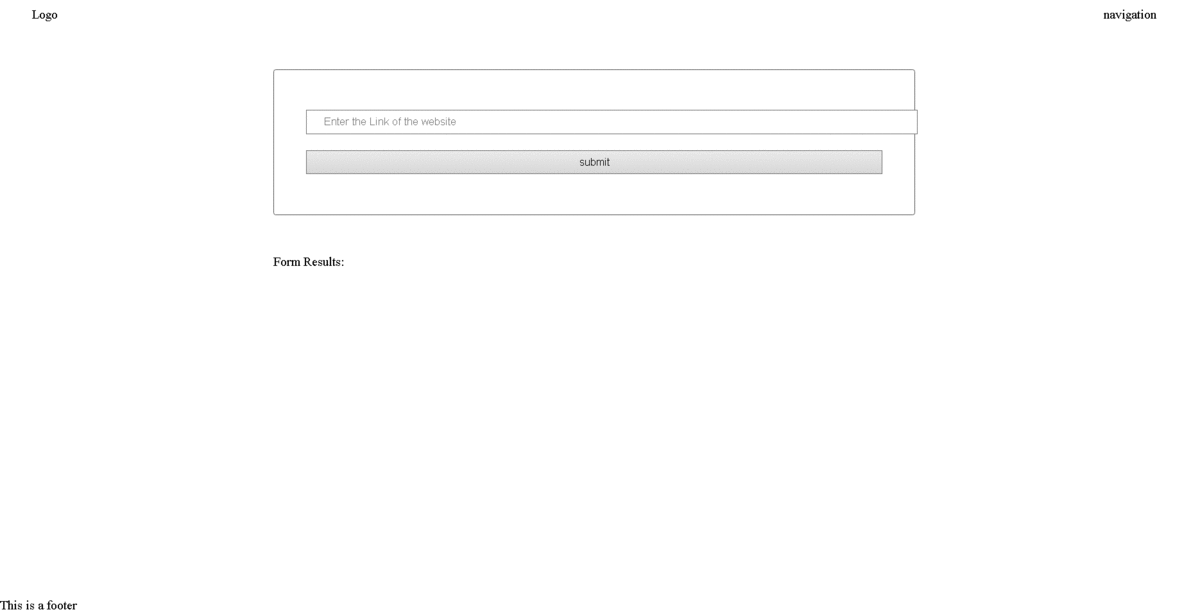 Logo
navigation
Enter the Link of the website
submit
Form Results:
This is a footer